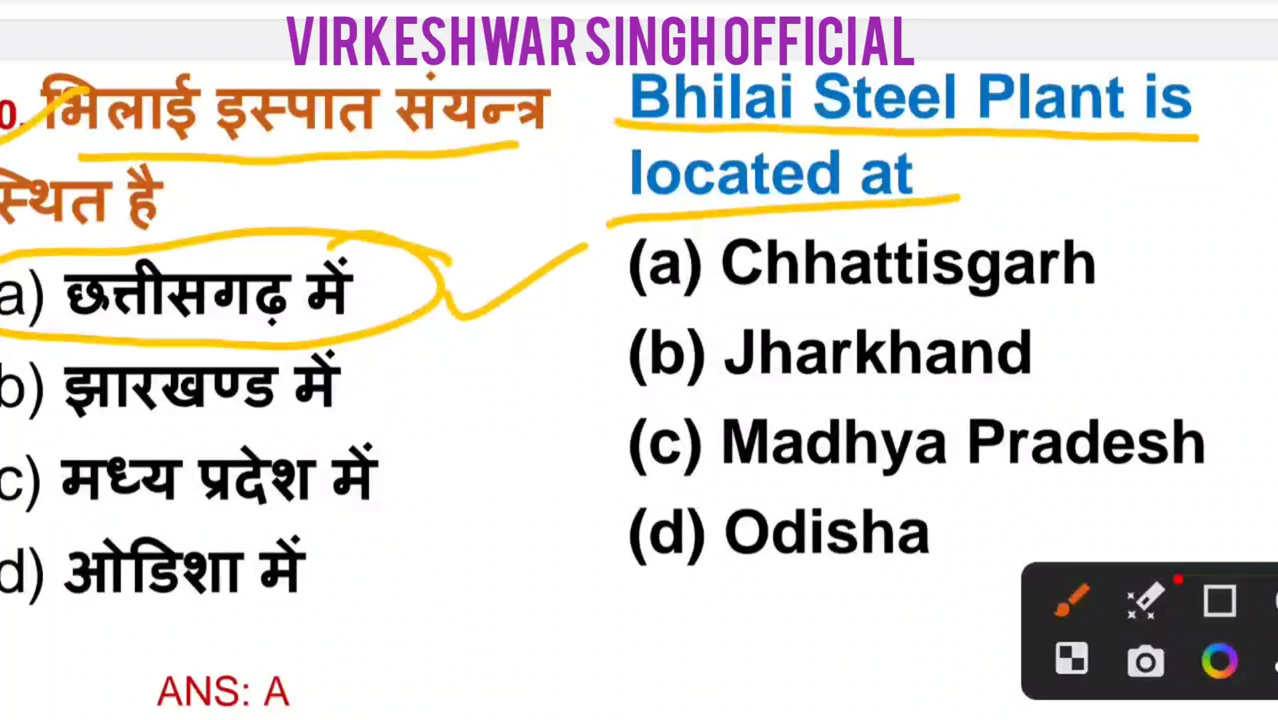 VIRKESHWAR SINGH OFFICIAL
0. भिलाई इस्पात संयन्त्र
स्थित है
a) छत्तीसगढ़ में
b) झारखण्ड में
c) मध्य प्रदेश में
d) ओडिशा में
ANS: A
Bhilai Steel Plant is
located at
(a) Chhattisgarh
(b) Jharkhand
(c) Madhya Pradesh
(d) Odisha